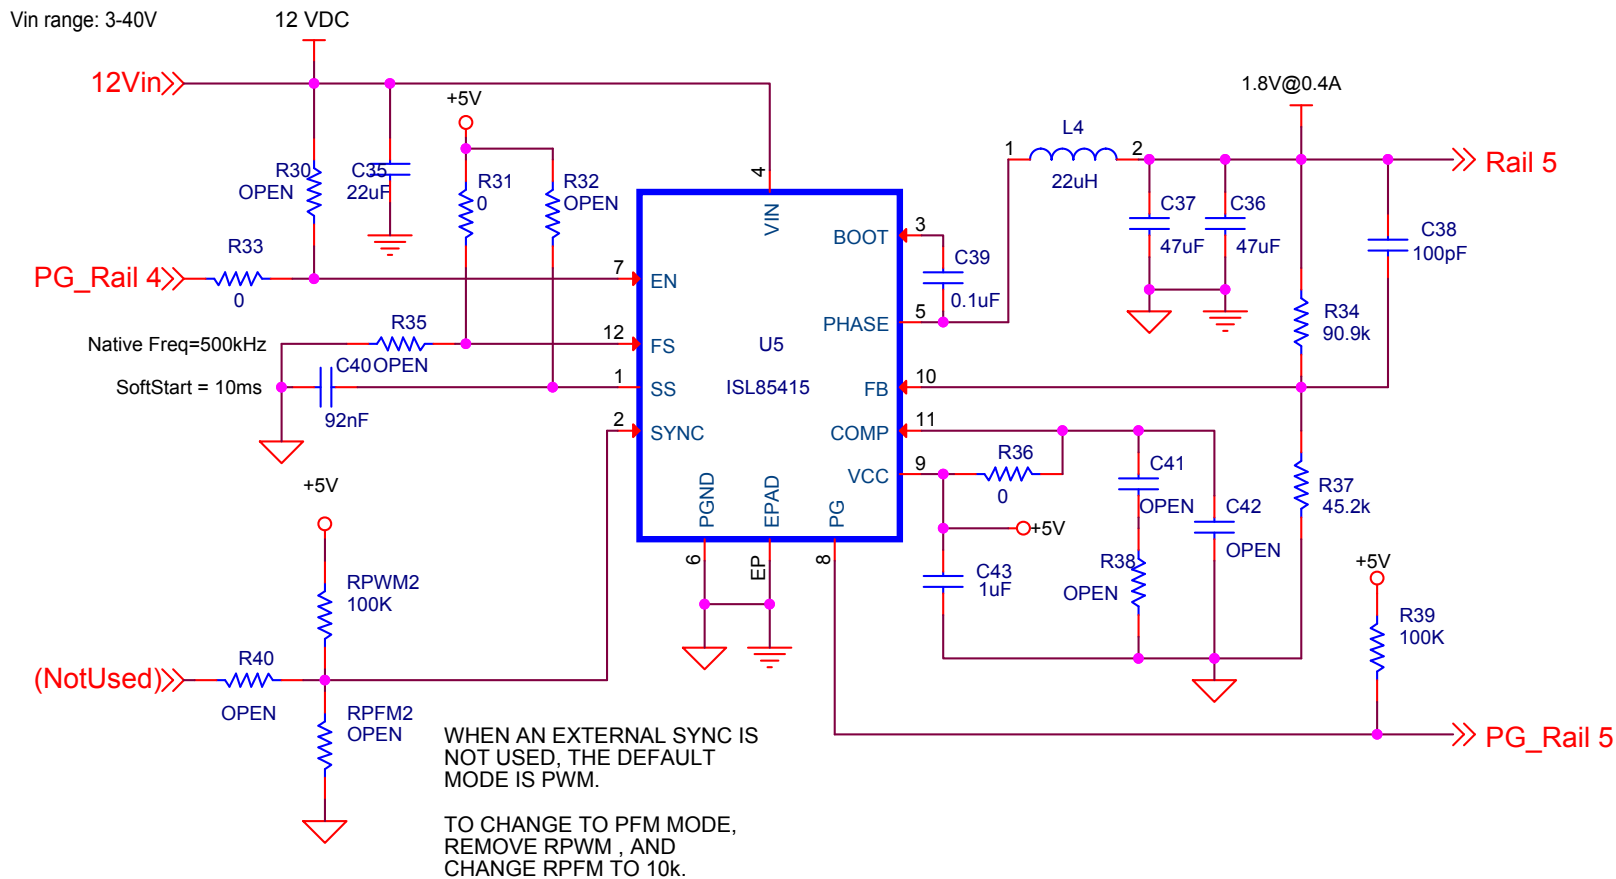 Vin range: 3-40V
12 VDC
12Vin
+5V
1.8V@0.4A
L4
1
2
22uH
Rail 5
R30
OPEN
C35
22uF
R31
0
R32
OPEN
4
VIN
3
BOOT
C39
0.1uF
C37
47uF
C36
47uF
C38
100pF
R33
0
PG_Rail 4
7
EN
5
PHASE
R34
90.9k
Native Freq=500kHz
R35
OPEN
12
FS
U5
ISL85415
SoftStart = 10ms
C40
92nF
1
SS
10
FB
2
SYNC
11
COMP
9
VCC
R36
0
C41
OPEN
C42
OPEN
R37
45.2k
+5V
PGND
EPAD
PG
6
EP
8
+5V
C43
1uF
R38
OPEN
+5V
R39
100K
RPWM2
100K
(NotUsed)
R40
OPEN
RPFM2
OPEN
PG_Rail 5
WHEN AN EXTERNAL SYNC IS
NOT USED, THE DEFAULT
MODE IS PWM.
TO CHANGE TO PFM MODE,
REMOVE RPWM , AND
CHANGE RPFM TO 10k.